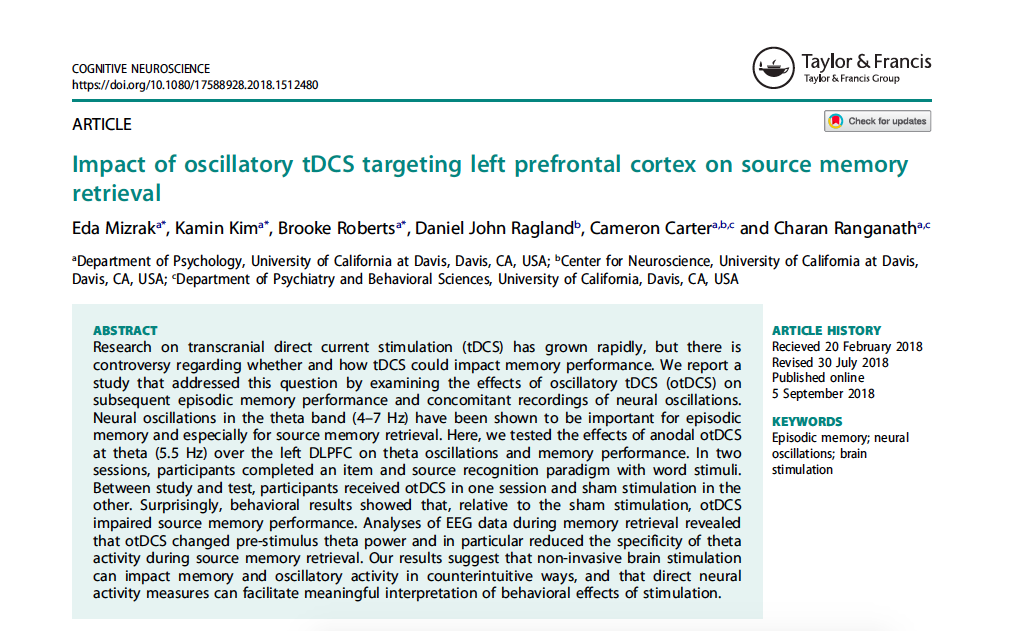 COGNITIVE NEUROSCIENCE
https://doi.org/10.1080/17588928.2018.1512480
Taylor & Francis
Taylor & Francis Group
ARTICLE
Check for updates
Impact of oscillatory tDCS targeting left prefrontal cortex on source memory
retrieval
Eda Mizrakᵃ*, Kamin Kimᵃ*, Brooke Robertsᵃ*, Daniel John Raglandᵇ, Cameron Carterᵃ,ᵇ,ᶜ and Charan Ranganathᵃ,ᶜ
ᵃDepartment of Psychology, University of California at Davis, Davis, CA, USA; ᵇCenter for Neuroscience, University of California at Davis,
Davis, CA, USA; ᶜDepartment of Psychiatry and Behavioral Sciences, University of California, Davis, CA, USA
ABSTRACT
Research on transcranial direct current stimulation (tDCS) has grown rapidly, but there is
controversy regarding whether and how tDCS could impact memory performance. We report a
study that addressed this question by examining the effects of oscillatory tDCS (otDCS) on
subsequent episodic memory performance and concomitant recordings of neural oscillations.
Neural oscillations in the theta band (4–7 Hz) have been shown to be important for episodic
memory and especially for source memory retrieval. Here, we tested the effects of anodal otDCS
at theta (5.5 Hz) over the left DLPFC on theta oscillations and memory performance. In two
sessions, participants completed an item and source recognition paradigm with word stimuli.
Between study and test, participants received otDCS in one session and sham stimulation in the
other. Surprisingly, behavioral results showed that, relative to the sham stimulation, otDCS
impaired source memory performance. Analyses of EEG data during memory retrieval revealed
that otDCS changed pre-stimulus theta power and in particular reduced the specificity of theta
activity during source memory retrieval. Our results suggest that non-invasive brain stimulation
can impact memory and oscillatory activity in counterintuitive ways, and that direct neural
activity measures can facilitate meaningful interpretation of behavioral effects of stimulation.
ARTICLE HISTORY
Recieved 20 February 2018
Revised 30 July 2018
Published online
5 September 2018
KEYWORDS
Episodic memory; neural
oscillations; brain
stimulation